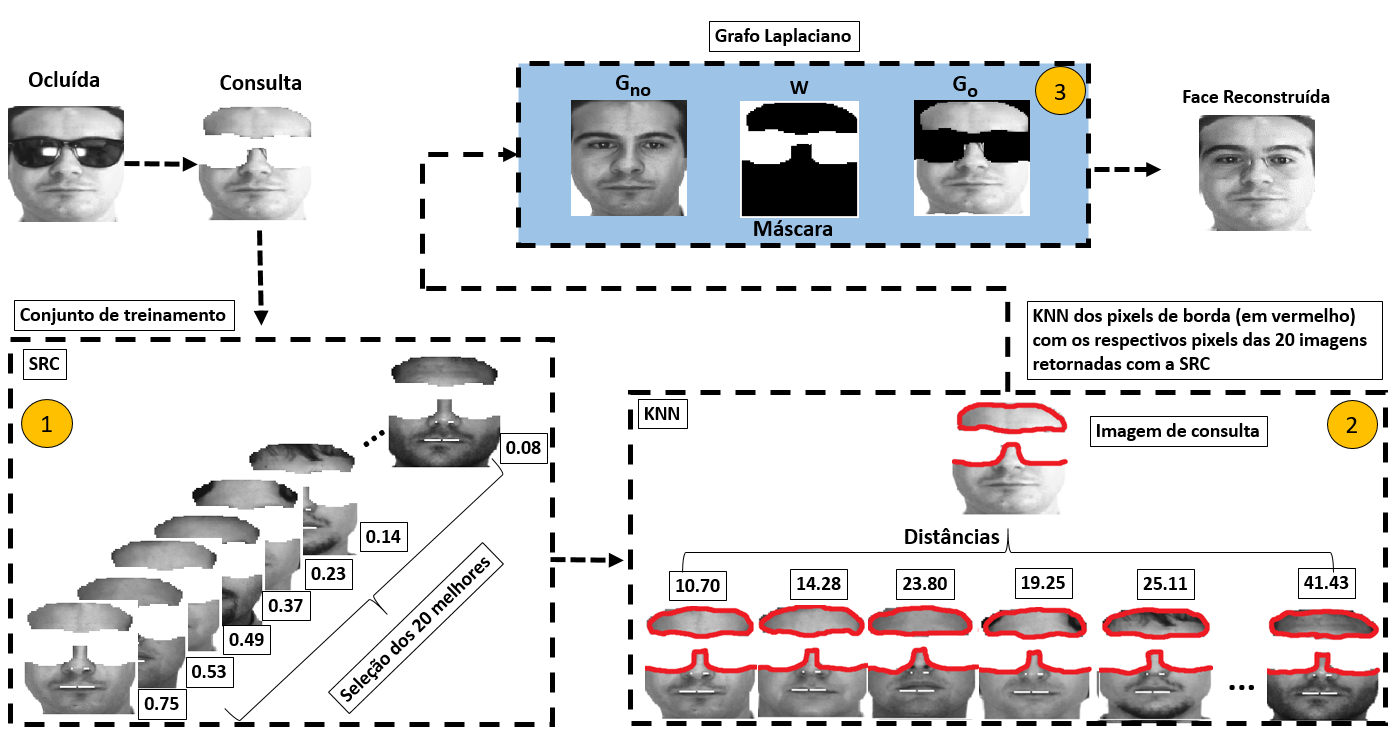 Grafo Laplaciano
Ocluída
Consulta
Gno
W
Go
3
Face Reconstruída
Máscara
Conjunto de treinamento
KNN dos pixels de borda (em vermelho)
com os respectivos pixels das 20 imagens
retornadas com a SRC
SRC
1
0.08
0.14
0.23
0.37
0.49
0.53
0.75
Seleção dos 20 melhores
KNN
2
Imagem de consulta
Distâncias
10.70
14.28
23.80
19.25
25.11
41.43